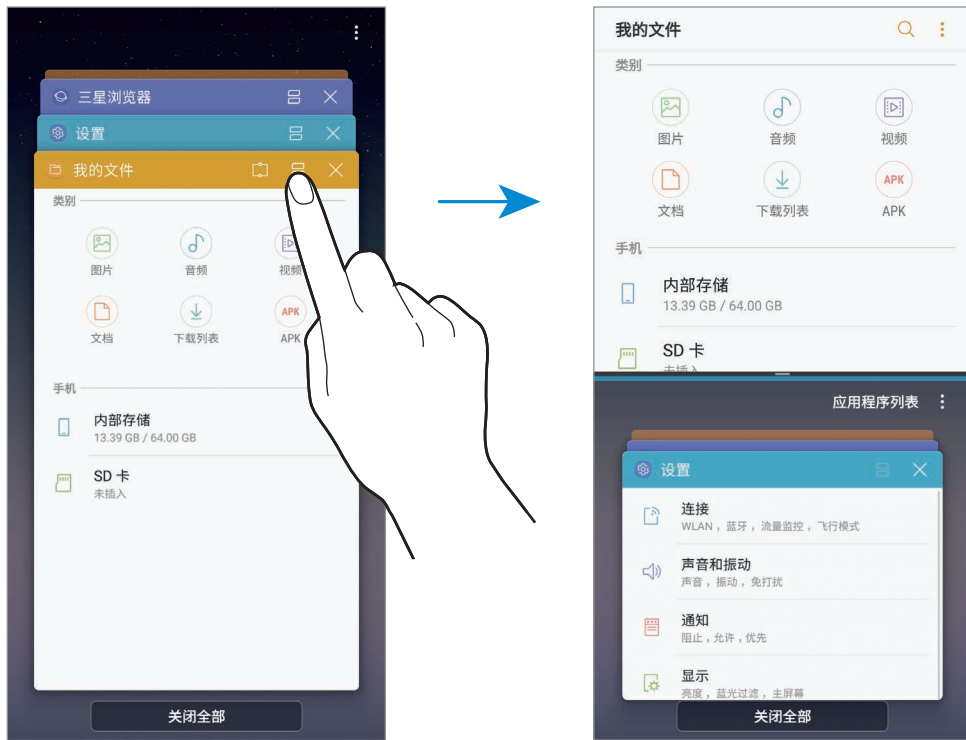 三星浏览器
设置
我的文件
类别
图片 音频 视频
文档 下载列表 APK APK
手机
内部存储
13.39 GB / 64.00 GB
SD 卡
未插入
关闭全部
我的文件
类别
图片 音频 视频
APK
文档 下载列表 APK
手机
内部存储
13.39 GB / 64.00 GB
SD 卡
未插入
应用程序列表
设置
连接
WLAN , 蓝牙 , 流量监控 , 飞行模式
声音和振动
声音 , 振动 , 免打扰
通知
阻止 , 允许 , 优先
显示
亮度 , 蓝光过滤 , 主屏幕
关闭全部